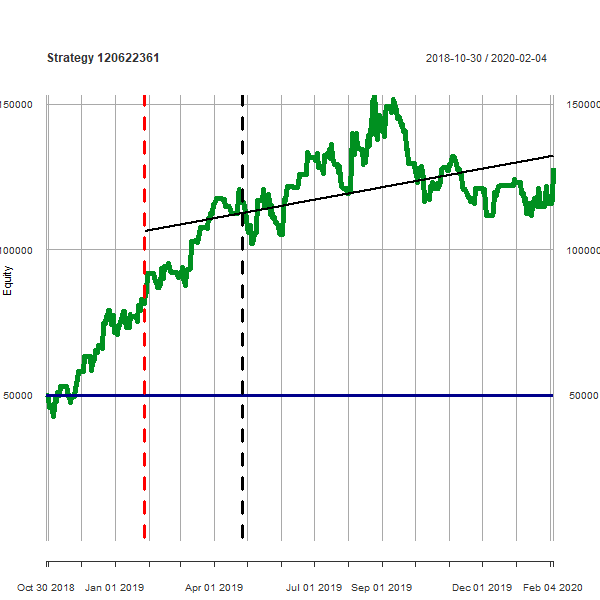 Strategy 120622361
2018-10-30 / 2020-02-04
150000 150000
100000 100000
50000 50000
Equity
Oct 30 2018 Jan 01 2019 Apr 01 2019 Jul 01 2019 Sep 01 2019 Dec 01 2019 Feb 04 2020